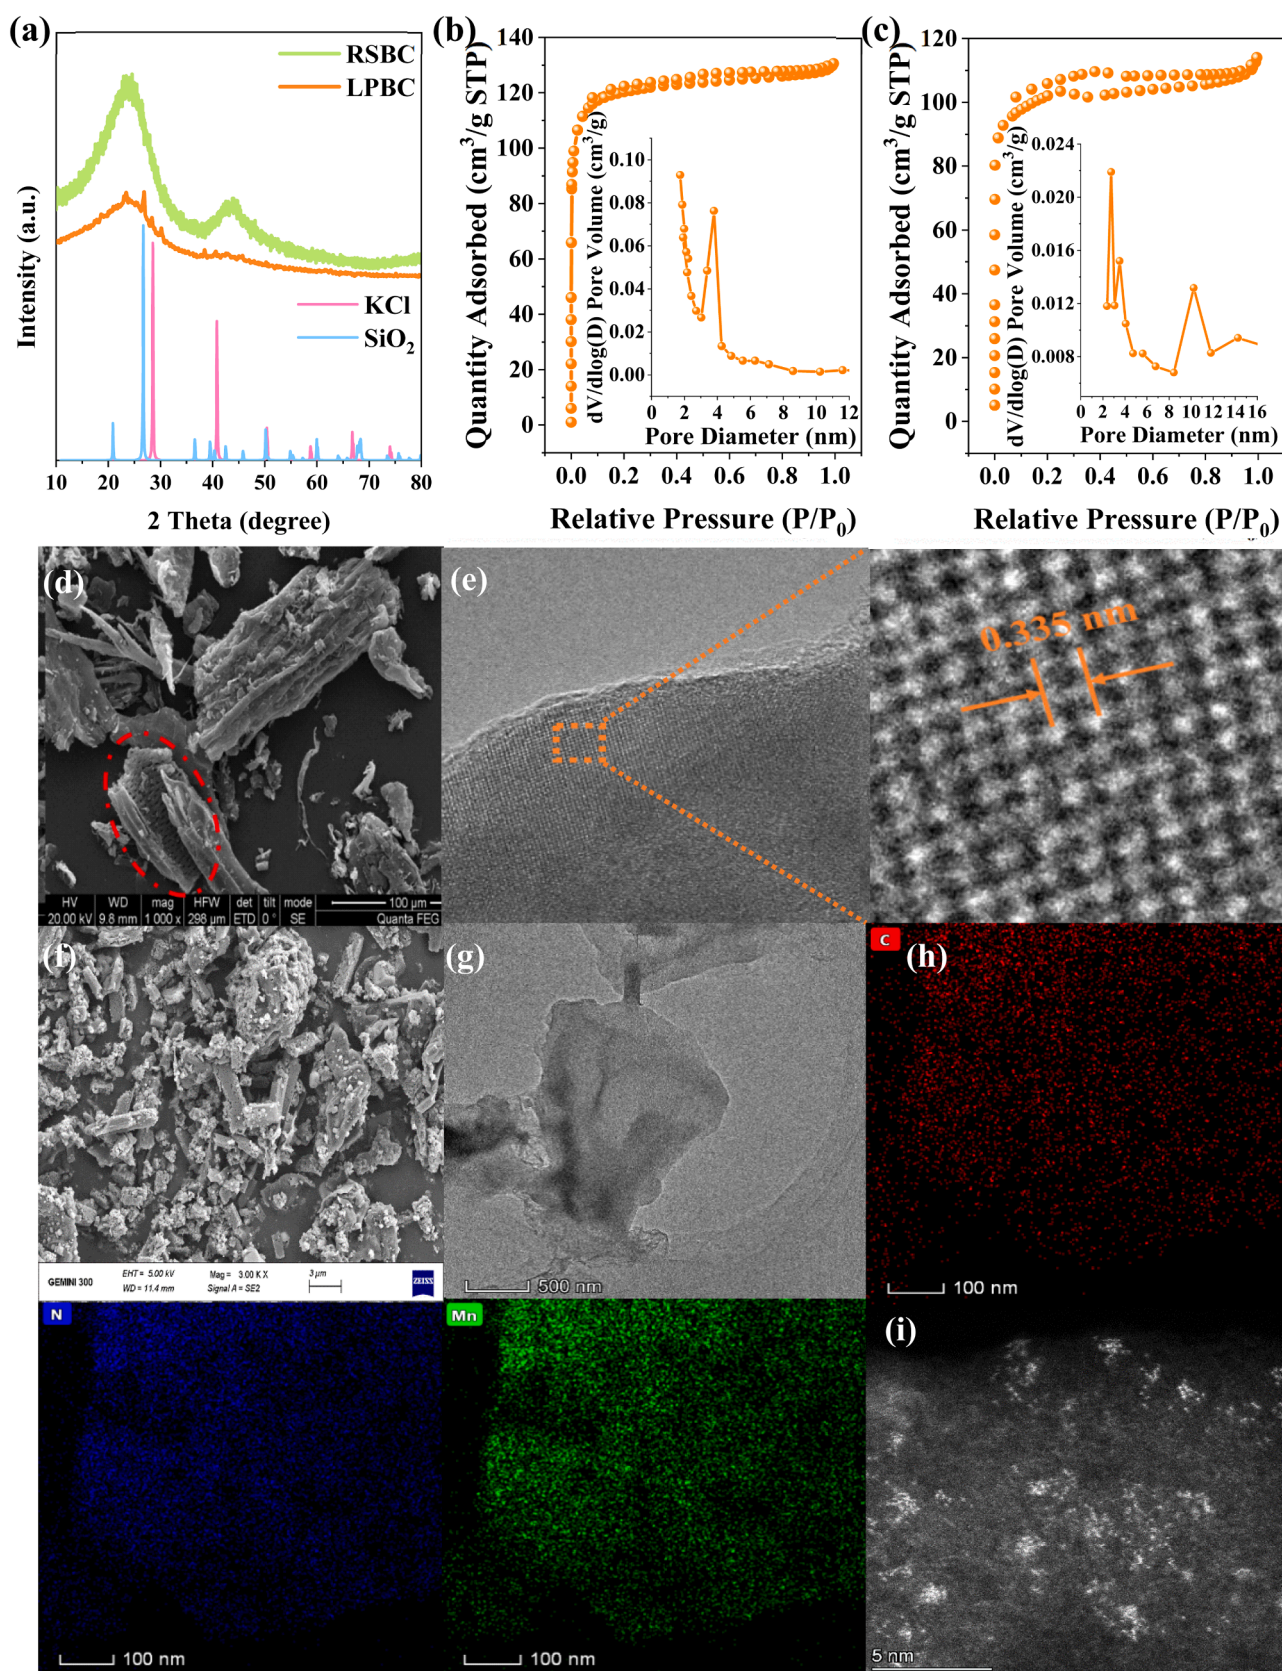 (a)
RSBC
LPBC
KCl
SiO2
Intensity (a.u.)
10 20 30 40 50 60 70 80
2 Theta (degree)
(b)
Quantity Adsorbed (cm³/g STP)
140
120
100
80
60
40
20
0
0.0 0.2 0.4 0.6 0.8 1.0
Relative Pressure (P/P0)
dV/dlog(D) Pore Volume (cm³/g)
0.10
0.08
0.06
0.04
0.02
0.00
0 2 4 6 8 10 12
Pore Diameter (nm)
(c)
Quantity Adsorbed (cm³/g STP)
120
100
80
60
40
20
0
0.0 0.2 0.4 0.6 0.8 1.0
Relative Pressure (P/P0)
dV/dlog(D) Pore Volume (cm³/g)
0.024
0.020
0.016
0.012
0.008
0 2 4 6 8 10 12 14 16
Pore Diameter (nm)
(d)
HV WD mag HFW det tilt mode 100 µm
20.00 kV 9.8 mm 1 000 x 298 µm ETD 0 ° SE Quanta FEG
(e)
0.335 nm
(f)
GEMINI 300 EHT = 5.00 kV Mag = 3.00 K X 3 µm
WD = 11.4 mm Signal A = SE2 ZEISS
(g)
500 nm
C
(h)
100 nm
N
100 nm
Mn
100 nm
(i)
5 nm